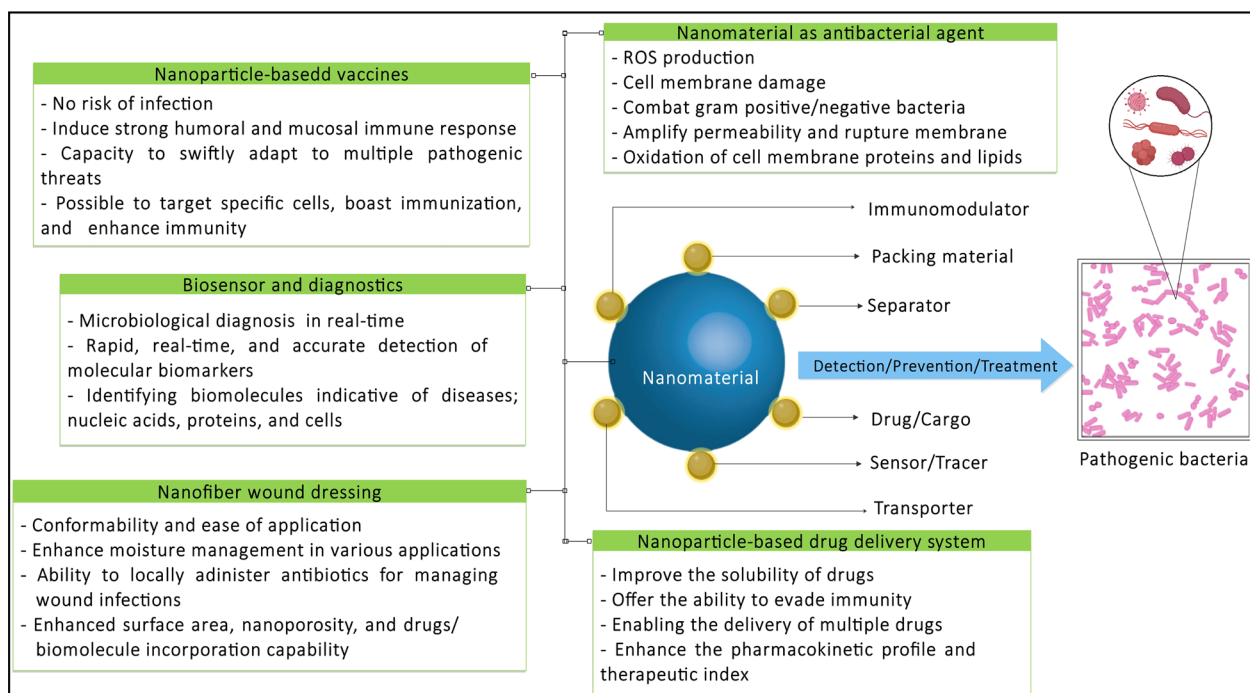 Nanoparticle-basedd vaccines
- No risk of infection
- Induce strong humoral and mucosal immune response
- Capacity to swiftly adapt to multiple pathogenic
threats
- Possible to target specific cells, boast immunization,
and enhance immunity
Biosensor and diagnostics
- Microbiological diagnosis in real-time
- Rapid, real-time, and accurate detection of
molecular biomarkers
- Identifying biomolecules indicative of diseases;
nucleic acids, proteins, and cells
Nanofiber wound dressing
- Conformability and ease of application
- Enhance moisture management in various applications
- Ability to locally adinister antibiotics for managing
wound infections
- Enhanced surface area, nanoporosity, and drugs/
biomolecule incorporation capability
Nanomaterial as antibacterial agent
- ROS production
- Cell membrane damage
- Combat gram positive/negative bacteria
- Amplify permeability and rupture membrane
- Oxidation of cell membrane proteins and lipids
Immunomodulator
Packing material
Separator
Nanomaterial
Detection/Prevention/Treatment
Drug/Cargo
Sensor/Tracer
Transporter
Pathogenic bacteria
Nanoparticle-based drug delivery system
- Improve the solubility of drugs
- Offer the ability to evade immunity
- Enabling the delivery of multiple drugs
- Enhance the pharmacokinetic profile and
therapeutic index